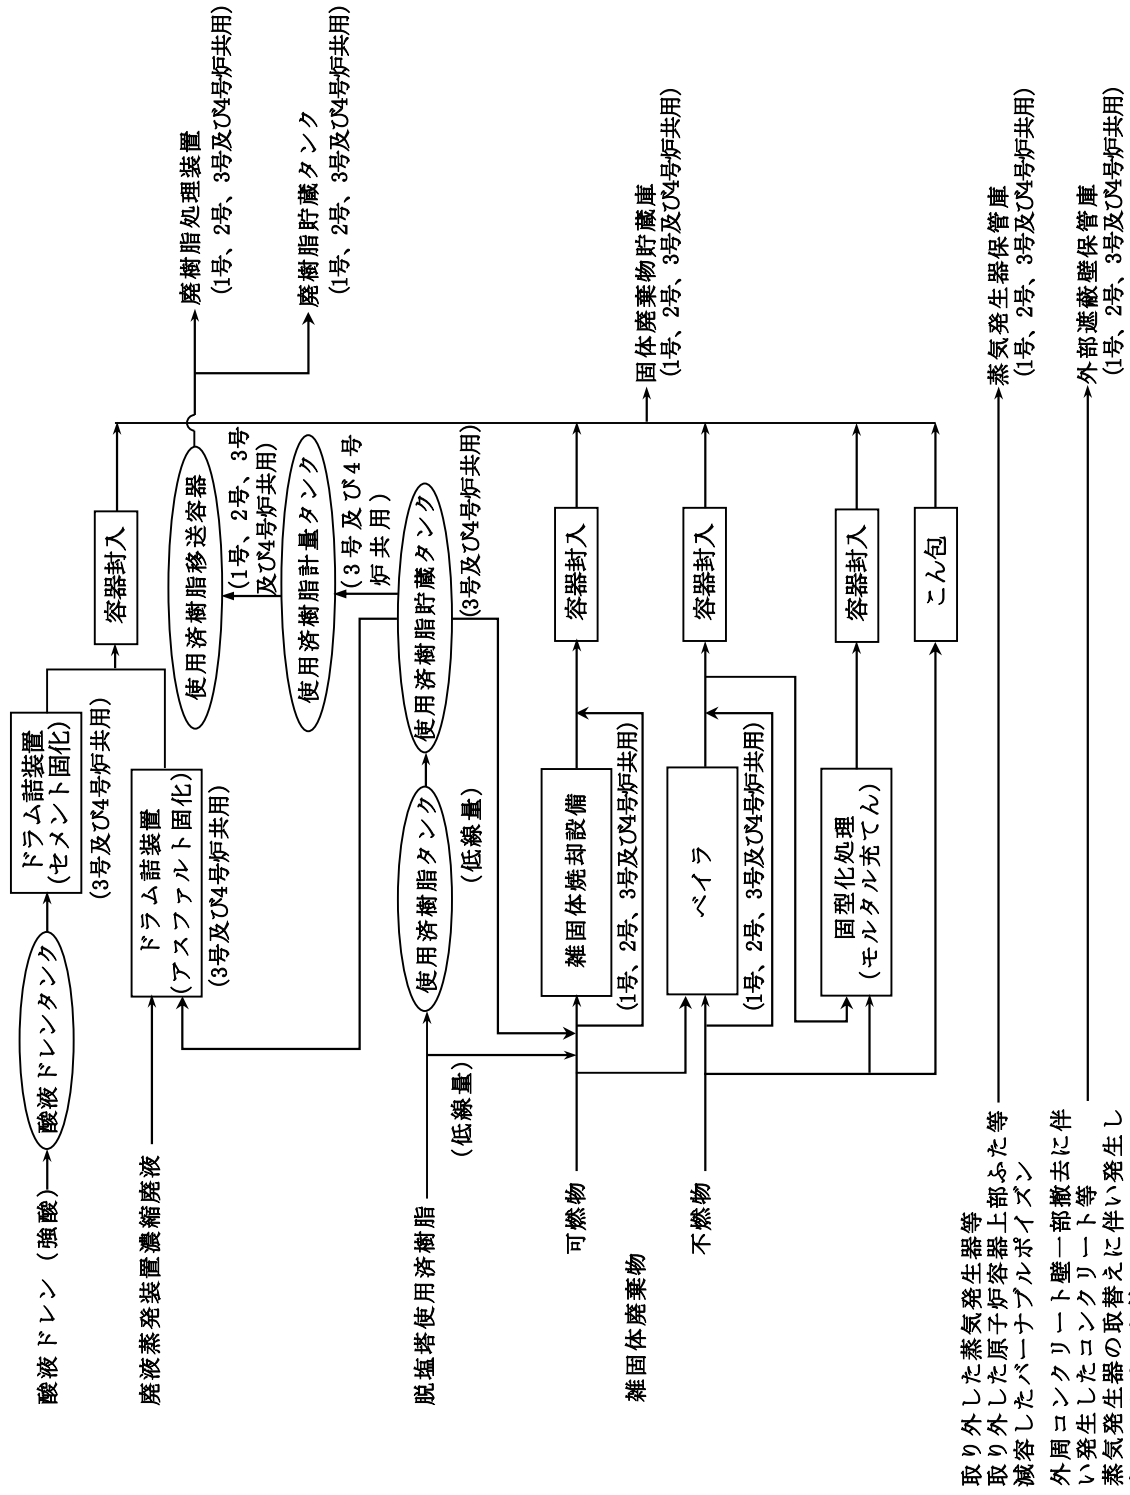 酸液ドレン（強酸）
酸液ドレンタンク
ドラム詰装置
(セメント固化)
(3号及び4号炉共用)
容器封入
廃液蒸発装置濃縮廃液
ドラム詰装置
(アスファルト固化)
(3号及び4号炉共用)
使用済樹脂移送容器
(1号、2号、3号
及び4号炉共用)
廃樹脂処理装置
(1号、2号、3号及び4号炉共用)
使用済樹脂計量タンク
(3号及び4号
炉共用)
廃樹脂貯蔵タンク
(1号、2号、3号及び4号炉共用)
脱塩塔使用済樹脂
使用済樹脂タンク
使用済樹脂貯蔵タンク
(3号及び4号炉共用)
(低線量)
(低線量)
雑固体廃棄物
可燃物
雑固体焼却設備
(1号、2号、3号及び4号炉共用)
容器封入
固体廃棄物貯蔵庫
(1号、2号、3号及び4号炉共用)
不燃物
ベイラ
(1号、2号、3号及び4号炉共用)
容器封入
固型化処理
(モルタル充てん)
容器封入
こん包
取り外した蒸気発生器等
取り外した原子炉容器上部ふた等
減容したバーナブルポイズン
蒸気発生器保管庫
(1号、2号、3号及び4号炉共用)
外周コンクリート壁一部撤去に伴
い発生したコンクリート等
蒸気発生器の取替えに伴い発生し
外部遮蔽壁保管庫
(1号、2号、3号及び4号炉共用)